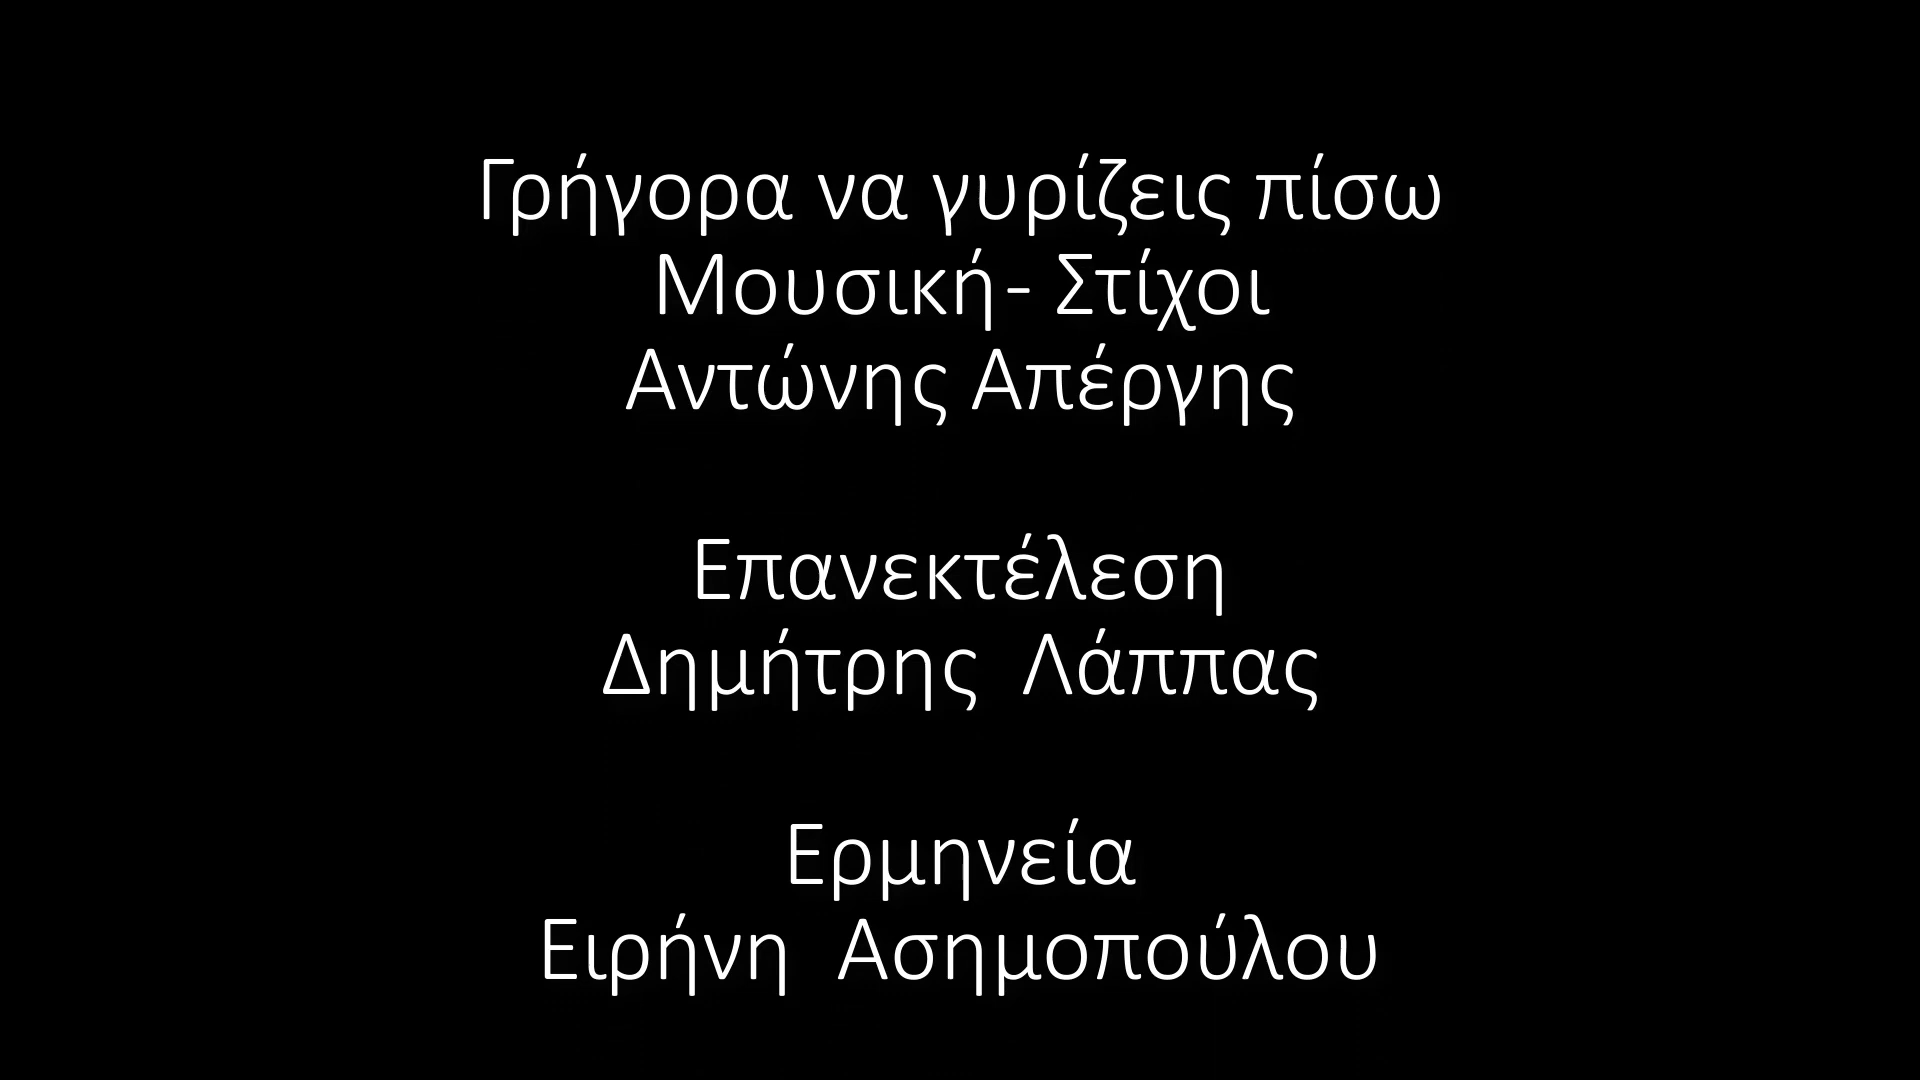 Γρήγορα να γυρίζεις πίσω
Μουσική- Στίχοι
Αντώνης Απέργης
Επανεκτέλεση
Δημήτρης Λάππας
Ερμηνεία
Ειρήνη Ασημοπούλου